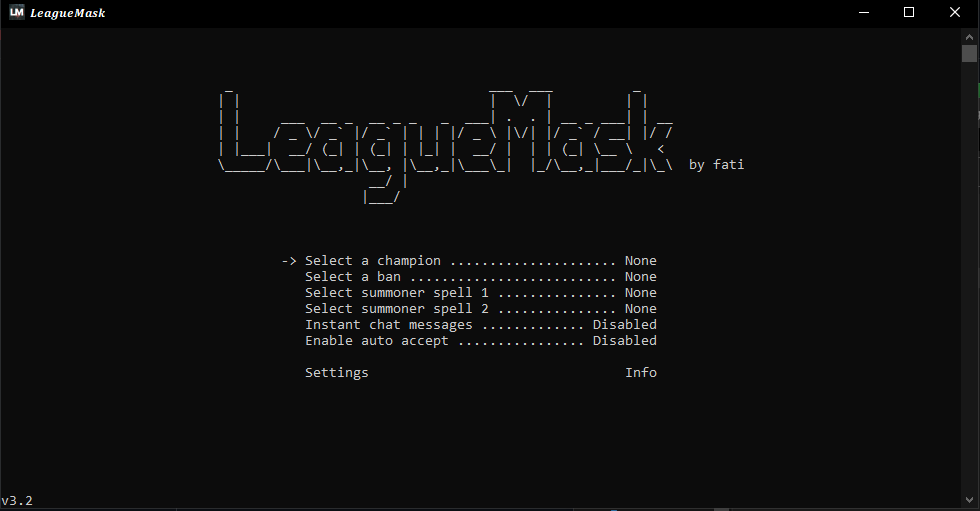 LM LeagueMask
LeagueMask by fati
-> Select a champion ..................... None
Select a ban .......................... None
Select summoner spell 1 ............... None
Select summoner spell 2 ............... None
Instant chat messages ............. Disabled
Enable auto accept ................ Disabled
Settings Info
v3.2